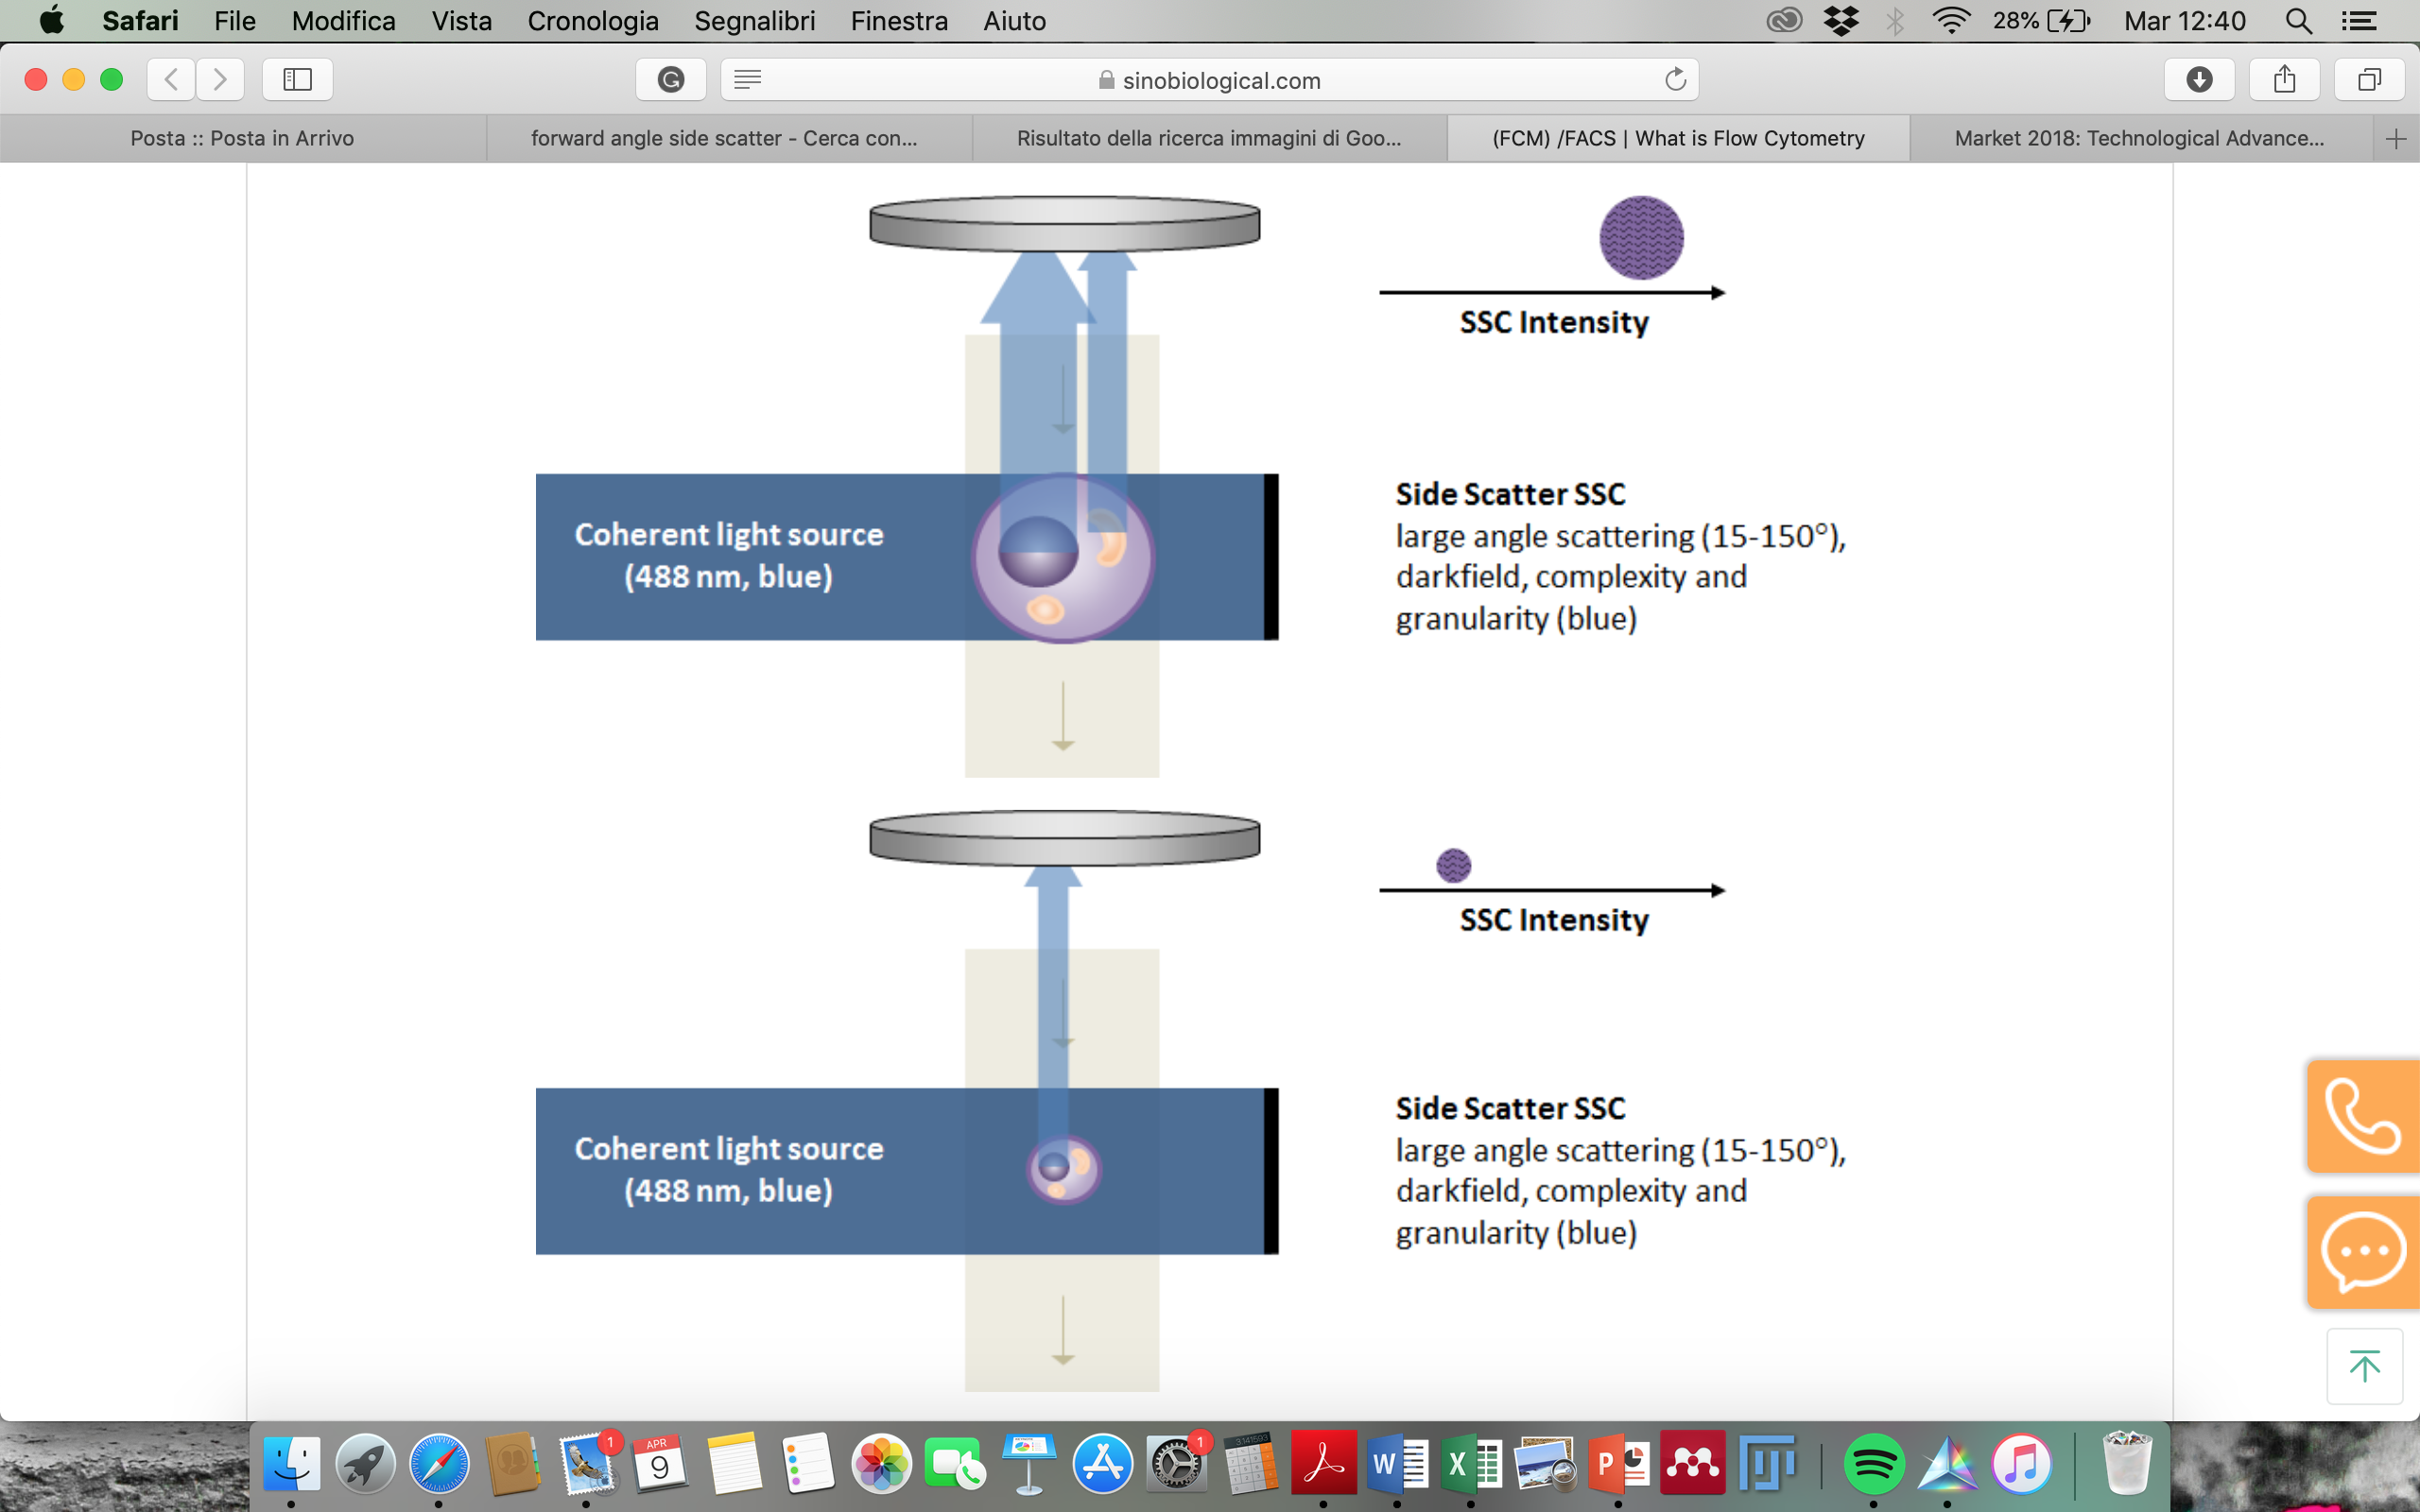 Safari File Modifica Vista Cronologia Segnalibri Finestra Aiuto 28% Mar 12:40
sinobiological.com
Posta :: Posta in Arrivo forward angle side scatter - Cerca con... Risultato della ricerca immagini di Goo... (FCM) /FACS | What is Flow Cytometry Market 2018: Technological Advance...
SSC Intensity
Coherent light source
(488 nm, blue)
Side Scatter SSC
large angle scattering (15-150°),
darkfield, complexity and
granularity (blue)
SSC Intensity
Coherent light source
(488 nm, blue)
Side Scatter SSC
large angle scattering (15-150°),
darkfield, complexity and
granularity (blue)
1
APR
9
1
W
X
P